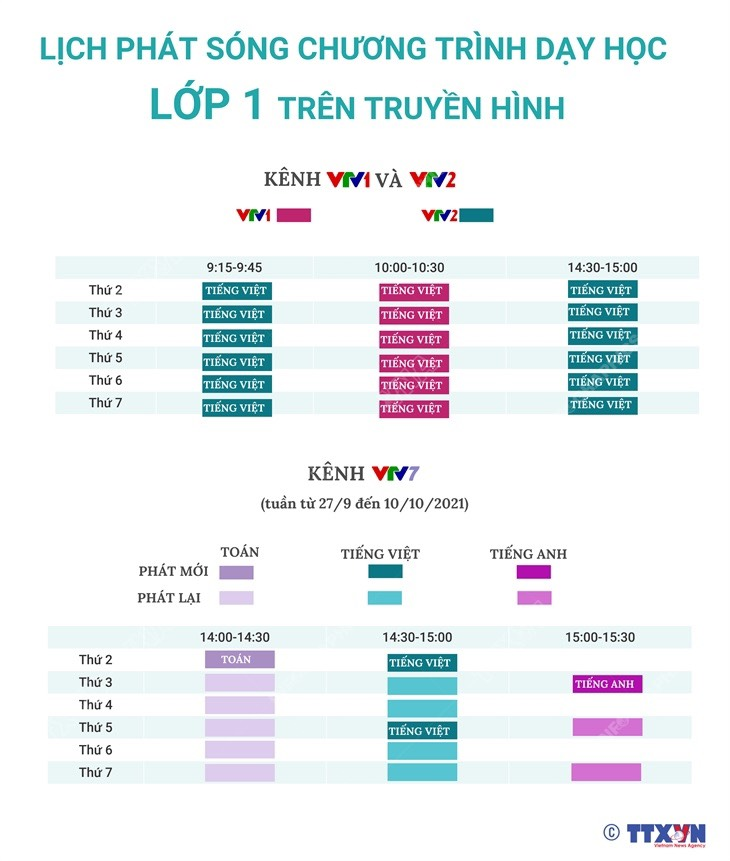 LỊCH PHÁT SÓNG CHƯƠNG TRÌNH DẠY HỌC
LỚP 1 TRÊN TRUYỀN HÌNH
KÊNH VTV1 VÀ VTV2
VTV1 VTV2
9:15-9:45 10:00-10:30 14:30-15:00
Thứ 2 TIẾNG VIỆT TIẾNG VIỆT TIẾNG VIỆT
Thứ 3 TIẾNG VIỆT TIẾNG VIỆT TIẾNG VIỆT
Thứ 4 TIẾNG VIỆT TIẾNG VIỆT TIẾNG VIỆT
Thứ 5 TIẾNG VIỆT TIẾNG VIỆT TIẾNG VIỆT
Thứ 6 TIẾNG VIỆT TIẾNG VIỆT TIẾNG VIỆT
Thứ 7 TIẾNG VIỆT TIẾNG VIỆT TIẾNG VIỆT
KÊNH VTV7
(tuần từ 27/9 đến 10/10/2021)
TOÁN TIẾNG VIỆT TIẾNG ANH
PHÁT MỚI
PHÁT LẠI
14:00-14:30 14:30-15:00 15:00-15:30
Thứ 2 TOÁN TIẾNG VIỆT
Thứ 3 TIẾNG ANH
Thứ 4
Thứ 5 TIẾNG VIỆT
Thứ 6
Thứ 7
© TTXVN
Vietnam News Agency